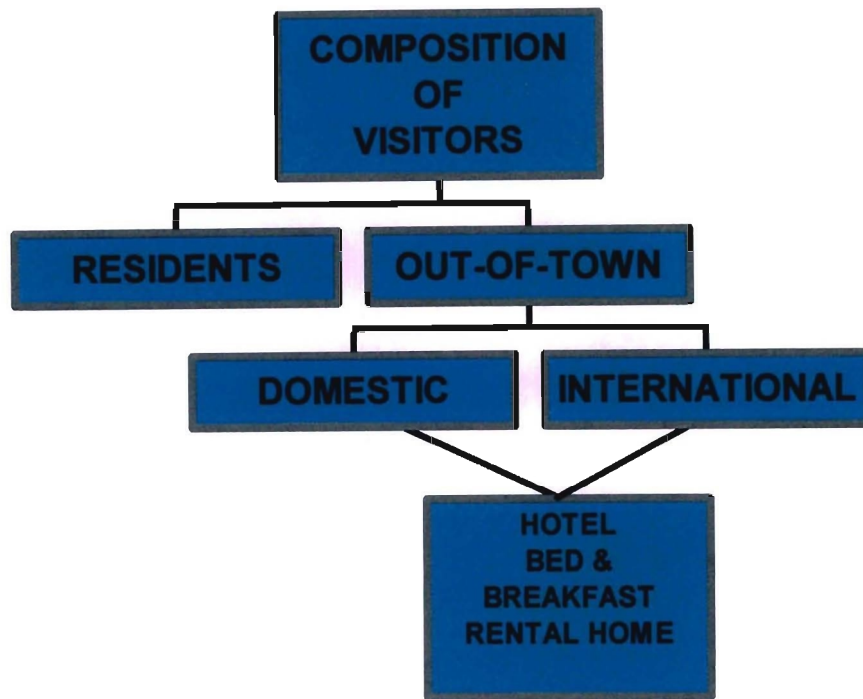 COMPOSITION
OF
VISITORS
RESIDENTS
OUT-OF-TOWN
DOMESTIC
INTERNATIONAL
HOTEL
BED &
BREAKFAST
RENTAL HOME